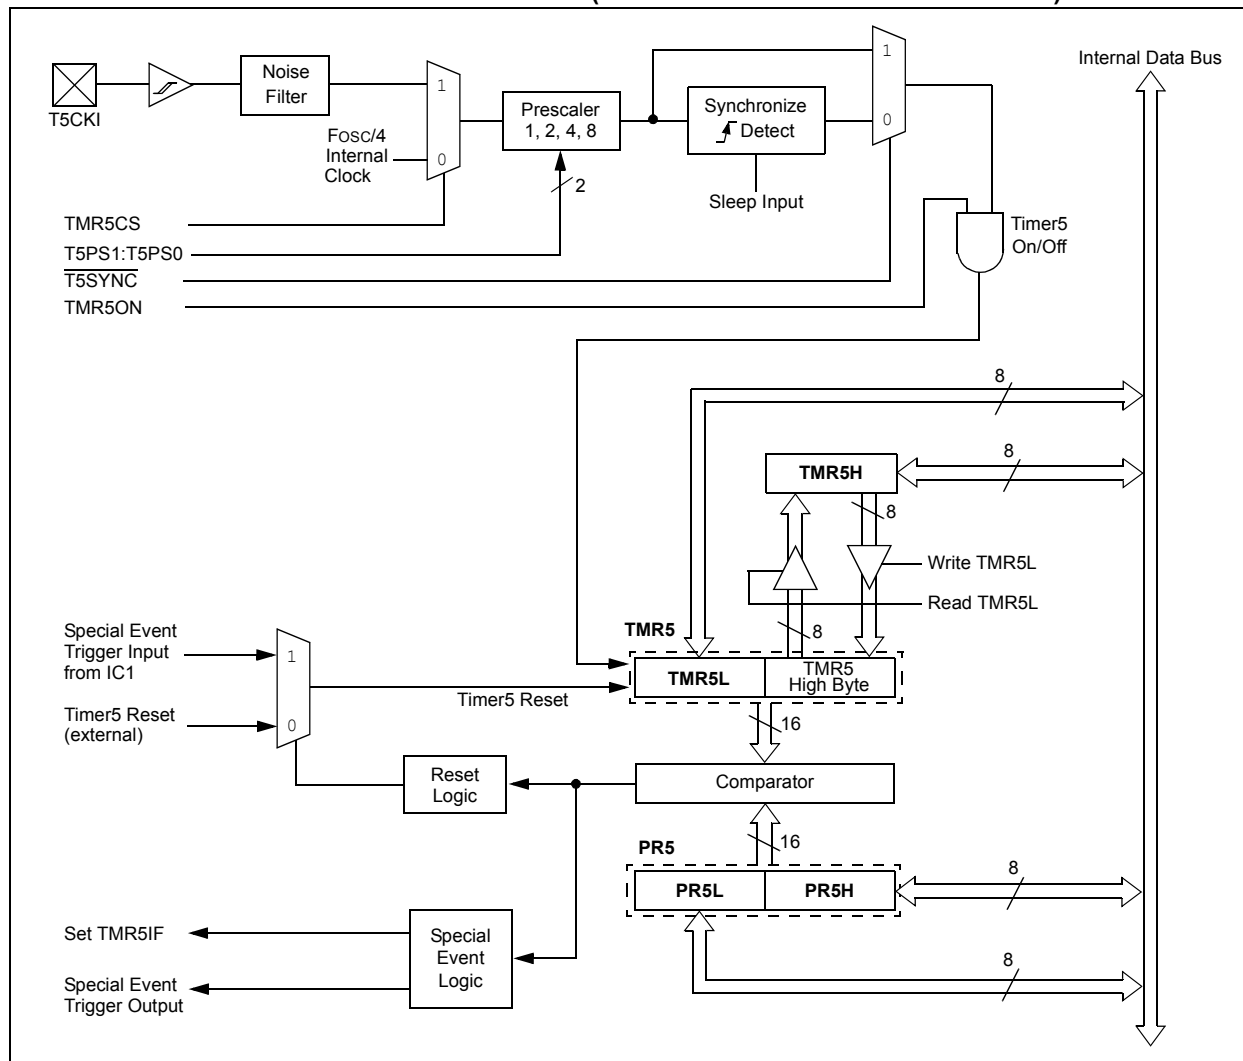 Internal Data Bus
T5CKI
Noise
Filter
1
0
FOSC/4
Internal
Clock
Prescaler
1, 2, 4, 8
2
Synchronize
Detect
Sleep Input
1
0
TMR5CS
T5PS1:T5PS0
T5SYNC
TMR5ON
Timer5
On/Off
8
TMR5H
8
8
Write TMR5L
Read TMR5L
8
TMR5
TMR5L
TMR5
High Byte
Special Event
Trigger Input
from IC1
1
Timer5 Reset
Timer5 Reset
(external)
0
16
Reset
Logic
Comparator
16
PR5
PR5L
PR5H
8
Set TMR5IF
Special
Event
Logic
Special Event
Trigger Output
8